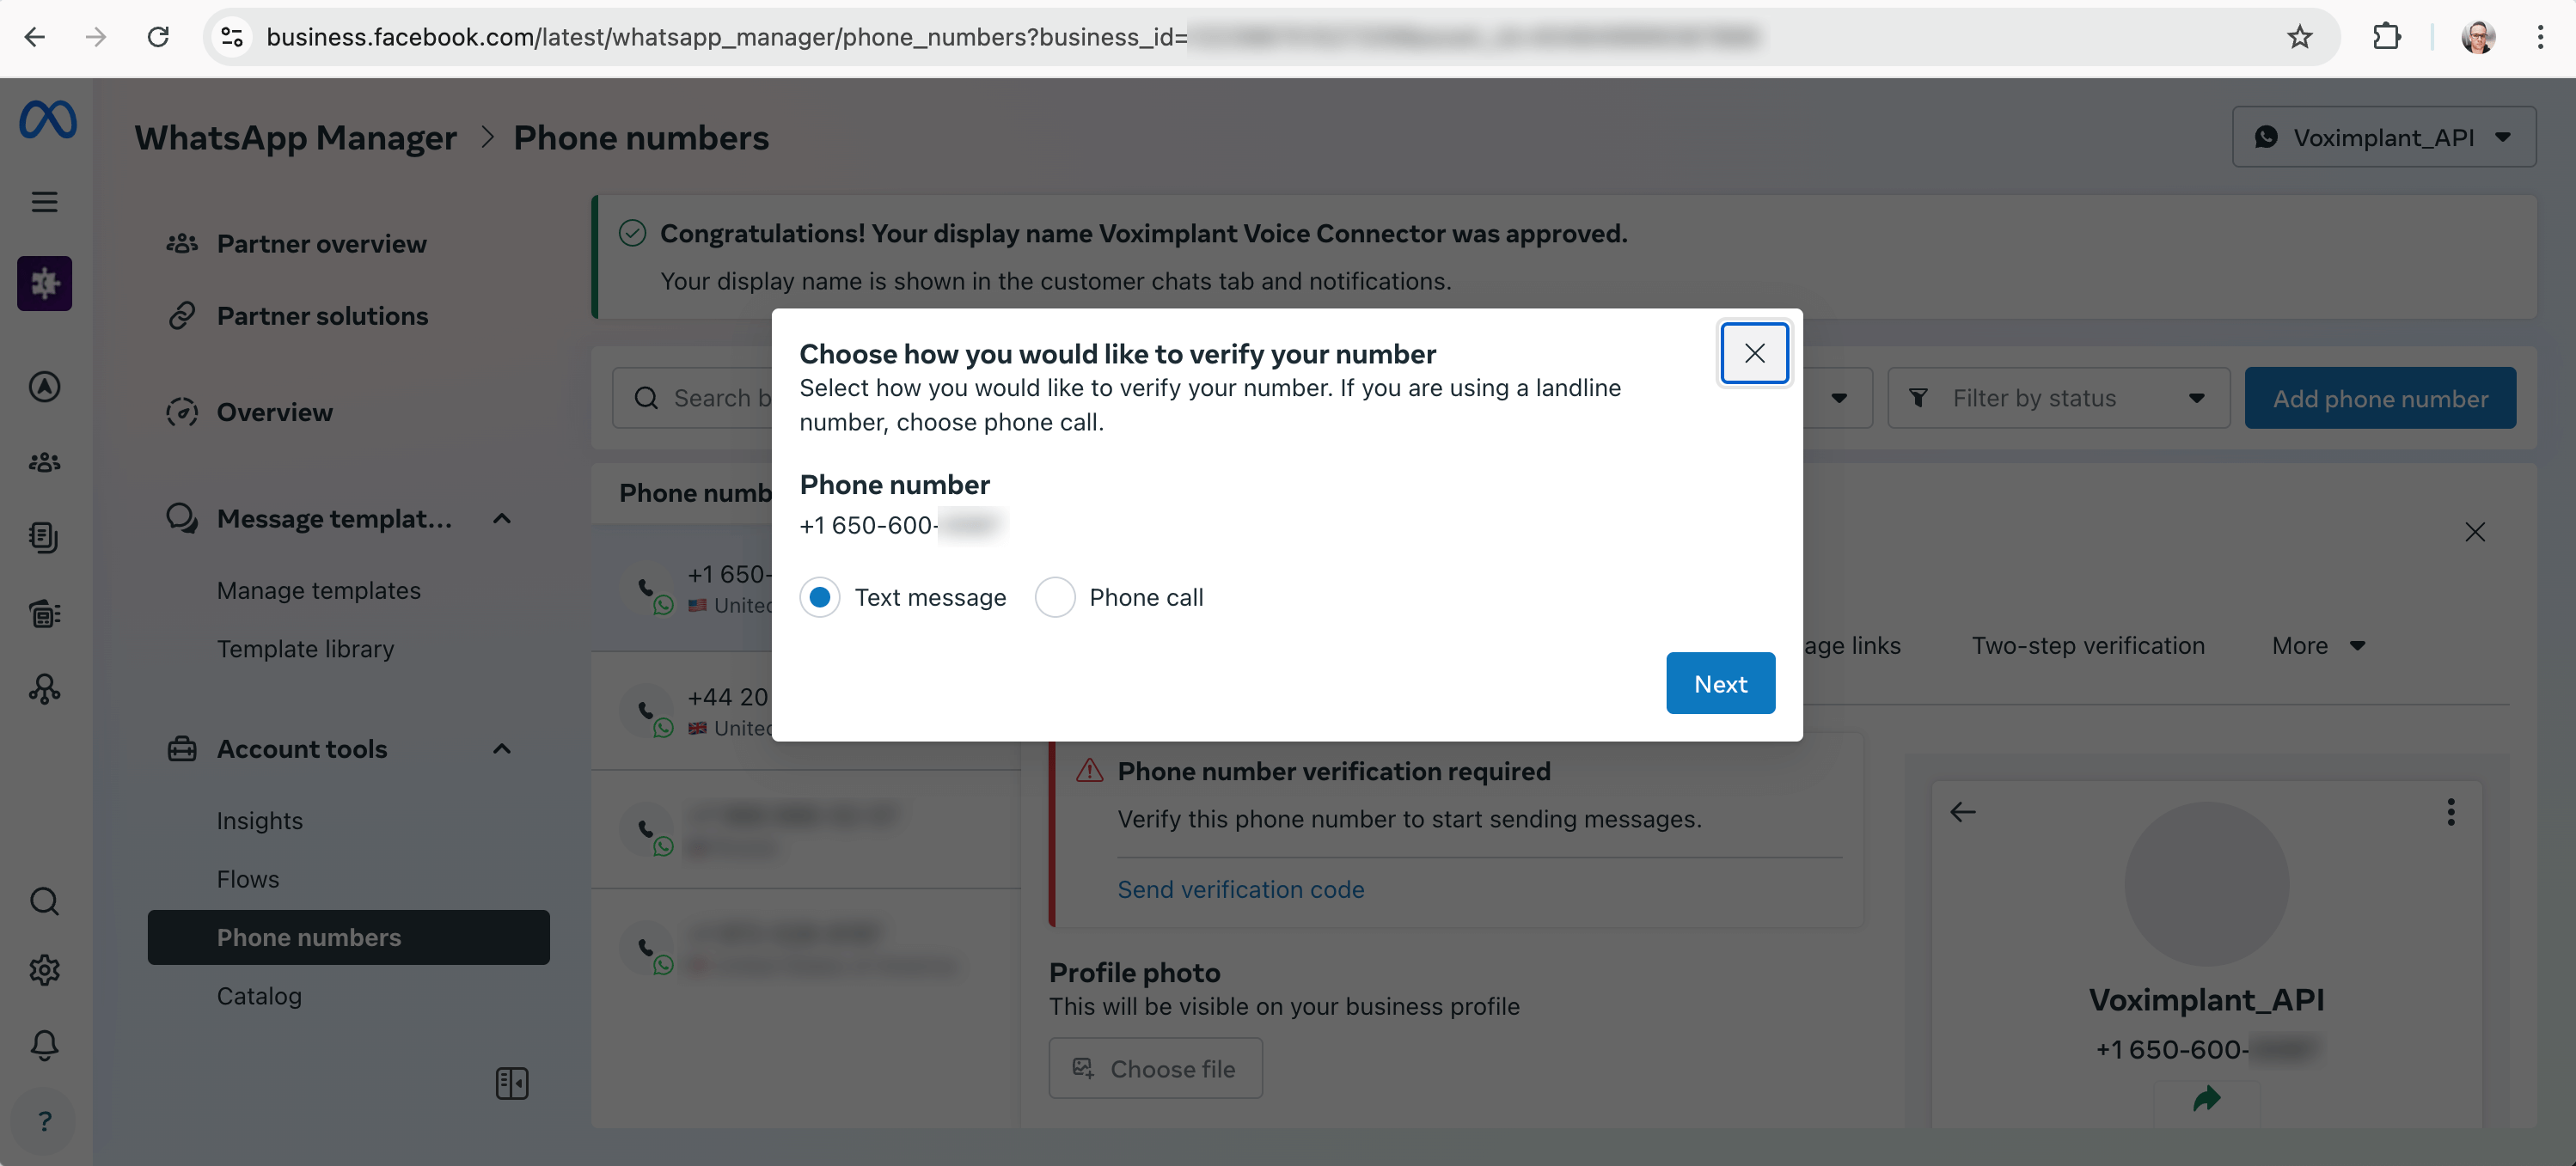 business.facebook.com/latest/whatsapp_manager/phone_numbers?business_id=
WhatsApp Manager > Phone numbers
Voximplant_API
Partner overview
Partner solutions
Overview
Message templat...
Manage templates
Template library
Account tools
Insights
Flows
Phone numbers
Catalog
?
Congratulations! Your display name Voximplant Voice Connector was approved.
Your display name is shown in the customer chats tab and notifications.
Search b
Filter by status
Add phone number
Phone numb
+1 650-
United
+44 20
United
Choose how you would like to verify your number
Select how you would like to verify your number. If you are using a landline
number, choose phone call.
Phone number
+1 650-600-
Text message
Phone call
Next
age links
Two-step verification
More
Phone number verification required
Verify this phone number to start sending messages.
Send verification code
Profile photo
This will be visible on your business profile
Choose file
Voximplant_API
+1 650-600-